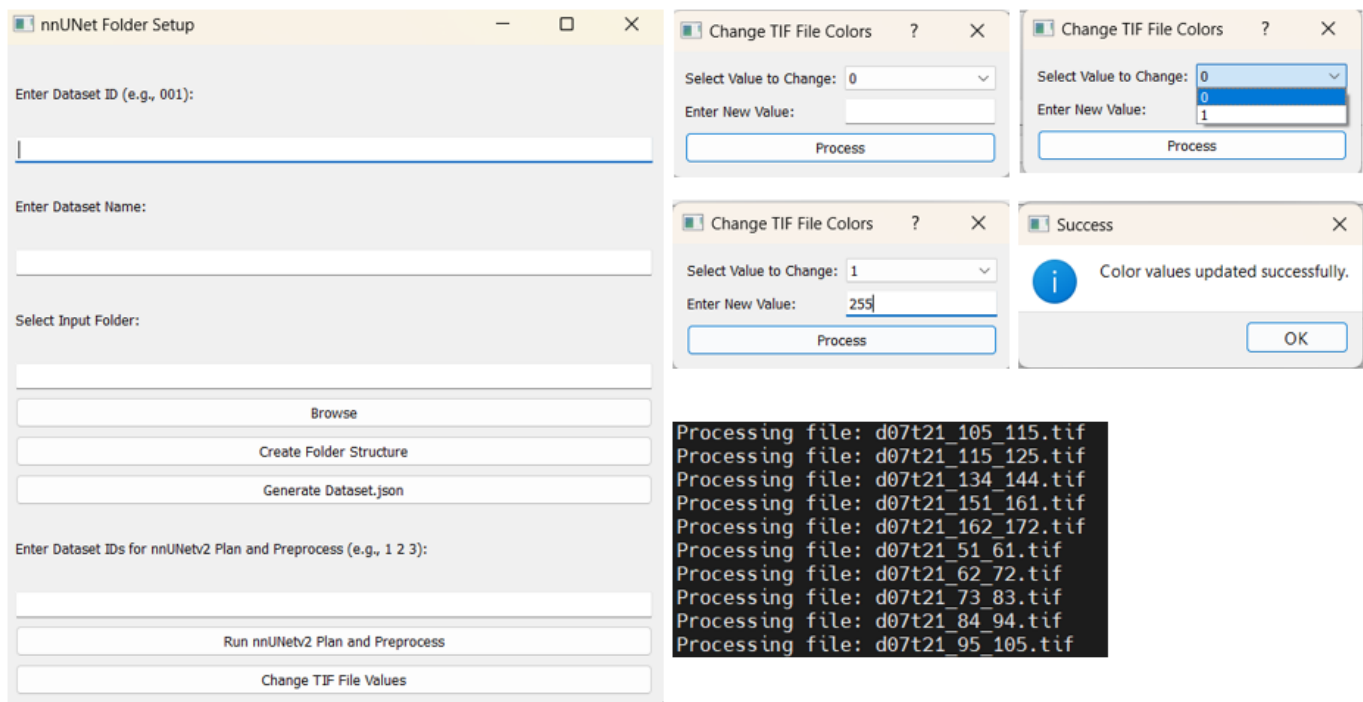 nnUNet Folder Setup
Enter Dataset ID (e.g., 001):
Enter Dataset Name:
Select Input Folder:
Browse
Create Folder Structure
Generate Dataset.json
Enter Dataset IDs for nnUNetv2 Plan and Preprocess (e.g., 1 2 3):
Run nnUNetv2 Plan and Preprocess
Change TIF File Values
Change TIF File Colors ?
Select Value to Change: 0
Enter New Value:
Process
Change TIF File Colors ?
Select Value to Change: 0
0
Enter New Value:
1
Process
Change TIF File Colors ?
Select Value to Change: 1
Enter New Value: 255
Process
Success
i
Color values updated successfully.
OK
Processing file: d07t21_105_115.tif
Processing file: d07t21_115_125.tif
Processing file: d07t21_134_144.tif
Processing file: d07t21_151_161.tif
Processing file: d07t21_162_172.tif
Processing file: d07t21_51_61.tif
Processing file: d07t21_62_72.tif
Processing file: d07t21_73_83.tif
Processing file: d07t21_84_94.tif
Processing file: d07t21_95_105.tif